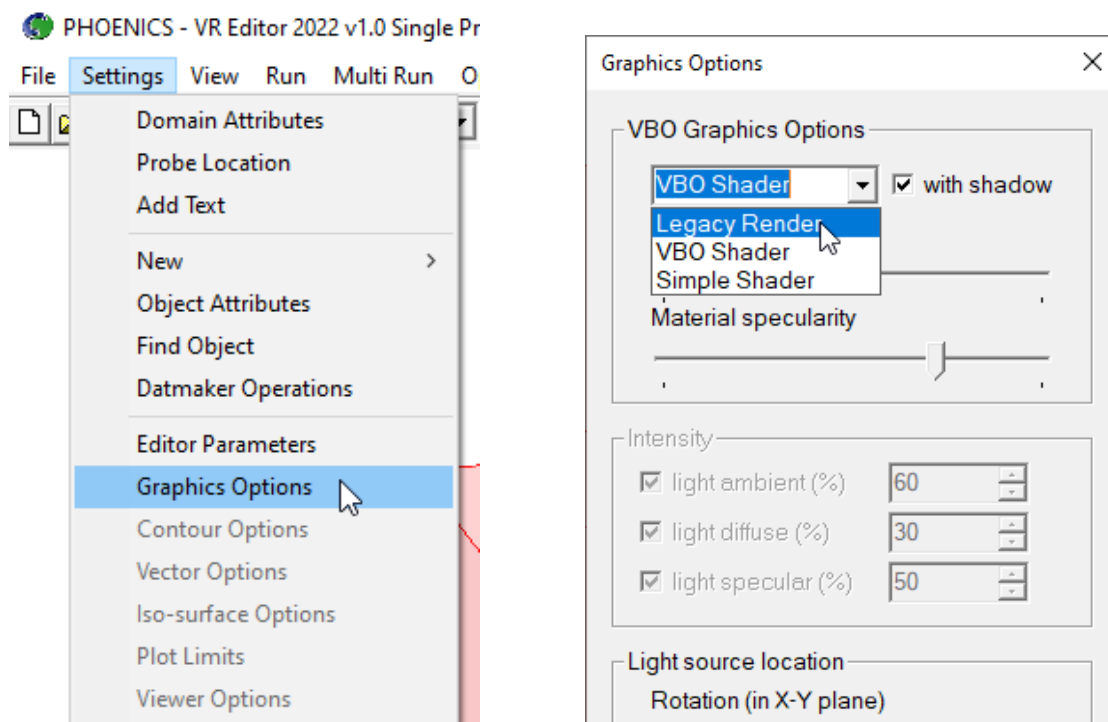 PHOENICS - VR Editor 2022 v1.0 Single Pr
File Settings View Run Multi Run O
Domain Attributes
Probe Location
Add Text
New
Object Attributes
Find Object
Datmaker Operations
Editor Parameters
Graphics Options
Contour Options
Vector Options
Iso-surface Options
Plot Limits
Viewer Options
Graphics Options
VBO Graphics Options
VBO Shader with shadow
Legacy Render
VBO Shader
Simple Shader
Material specularity
Intensity
light ambient (%) 60
light diffuse (%) 30
light specular (%) 50
Light source location
Rotation (in X-Y plane)